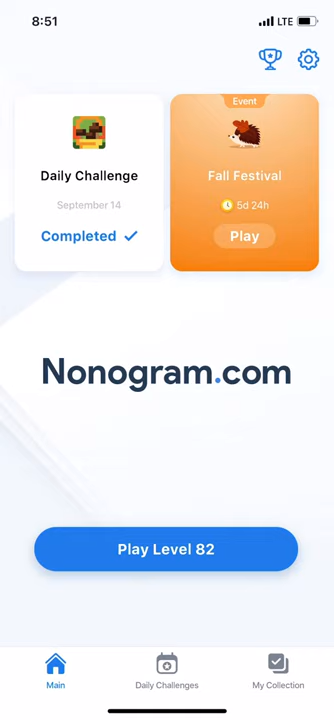 8:51
LTE
Event
Daily Challenge
Fall Festival
September 14
5d 24h
Completed
Play
Nonogram.com
Play Level 82
Main
Daily Challenges
My Collection